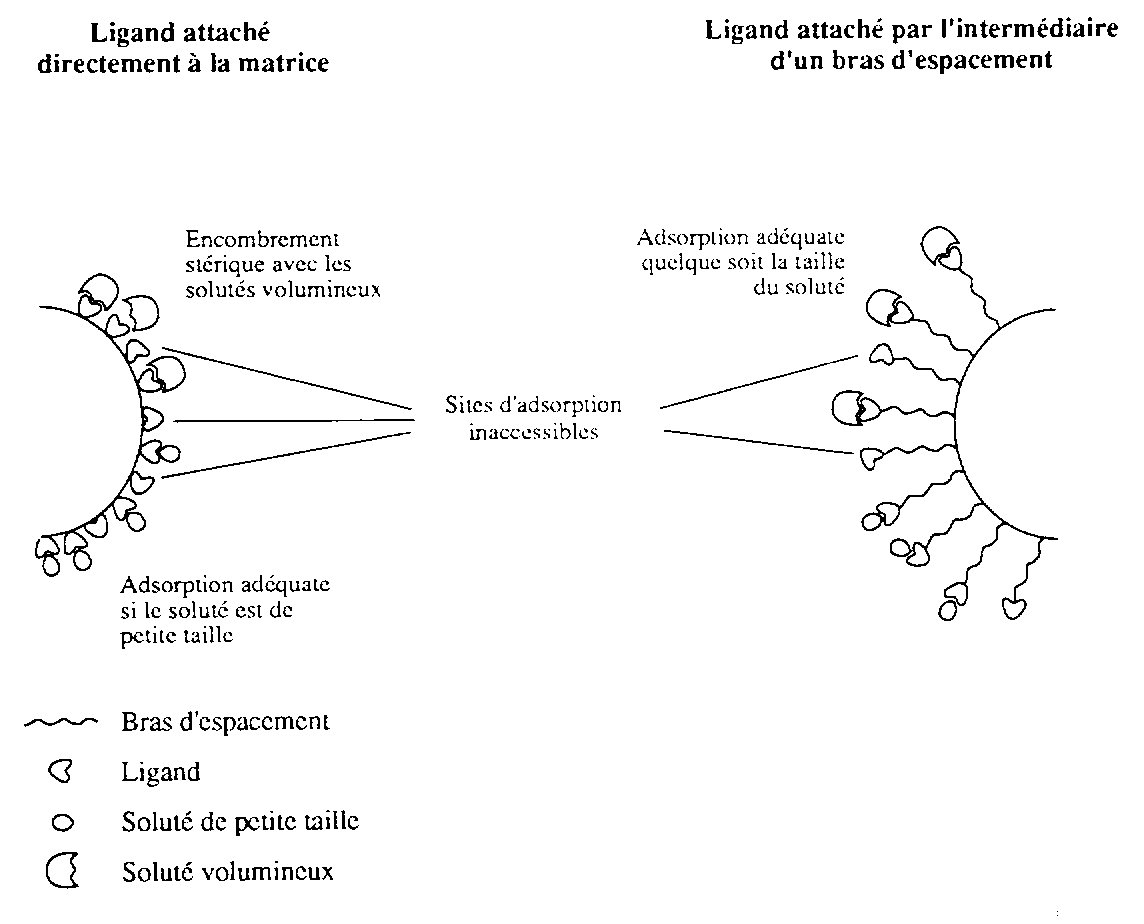 Ligand attaché
directement à la matrice
Ligand attaché par l'intermédiaire
d'un bras d'espacement
Encombrement
stérique avec les
solutés volumineux
Adsorption adéquate
quelque soit la taille
du soluté
Sites d'adsorption
inaccessibles
Adsorption adéquate
si le soluté est de
petite taille
Bras d'espacement
Ligand
Soluté de petite taille
Soluté volumineux